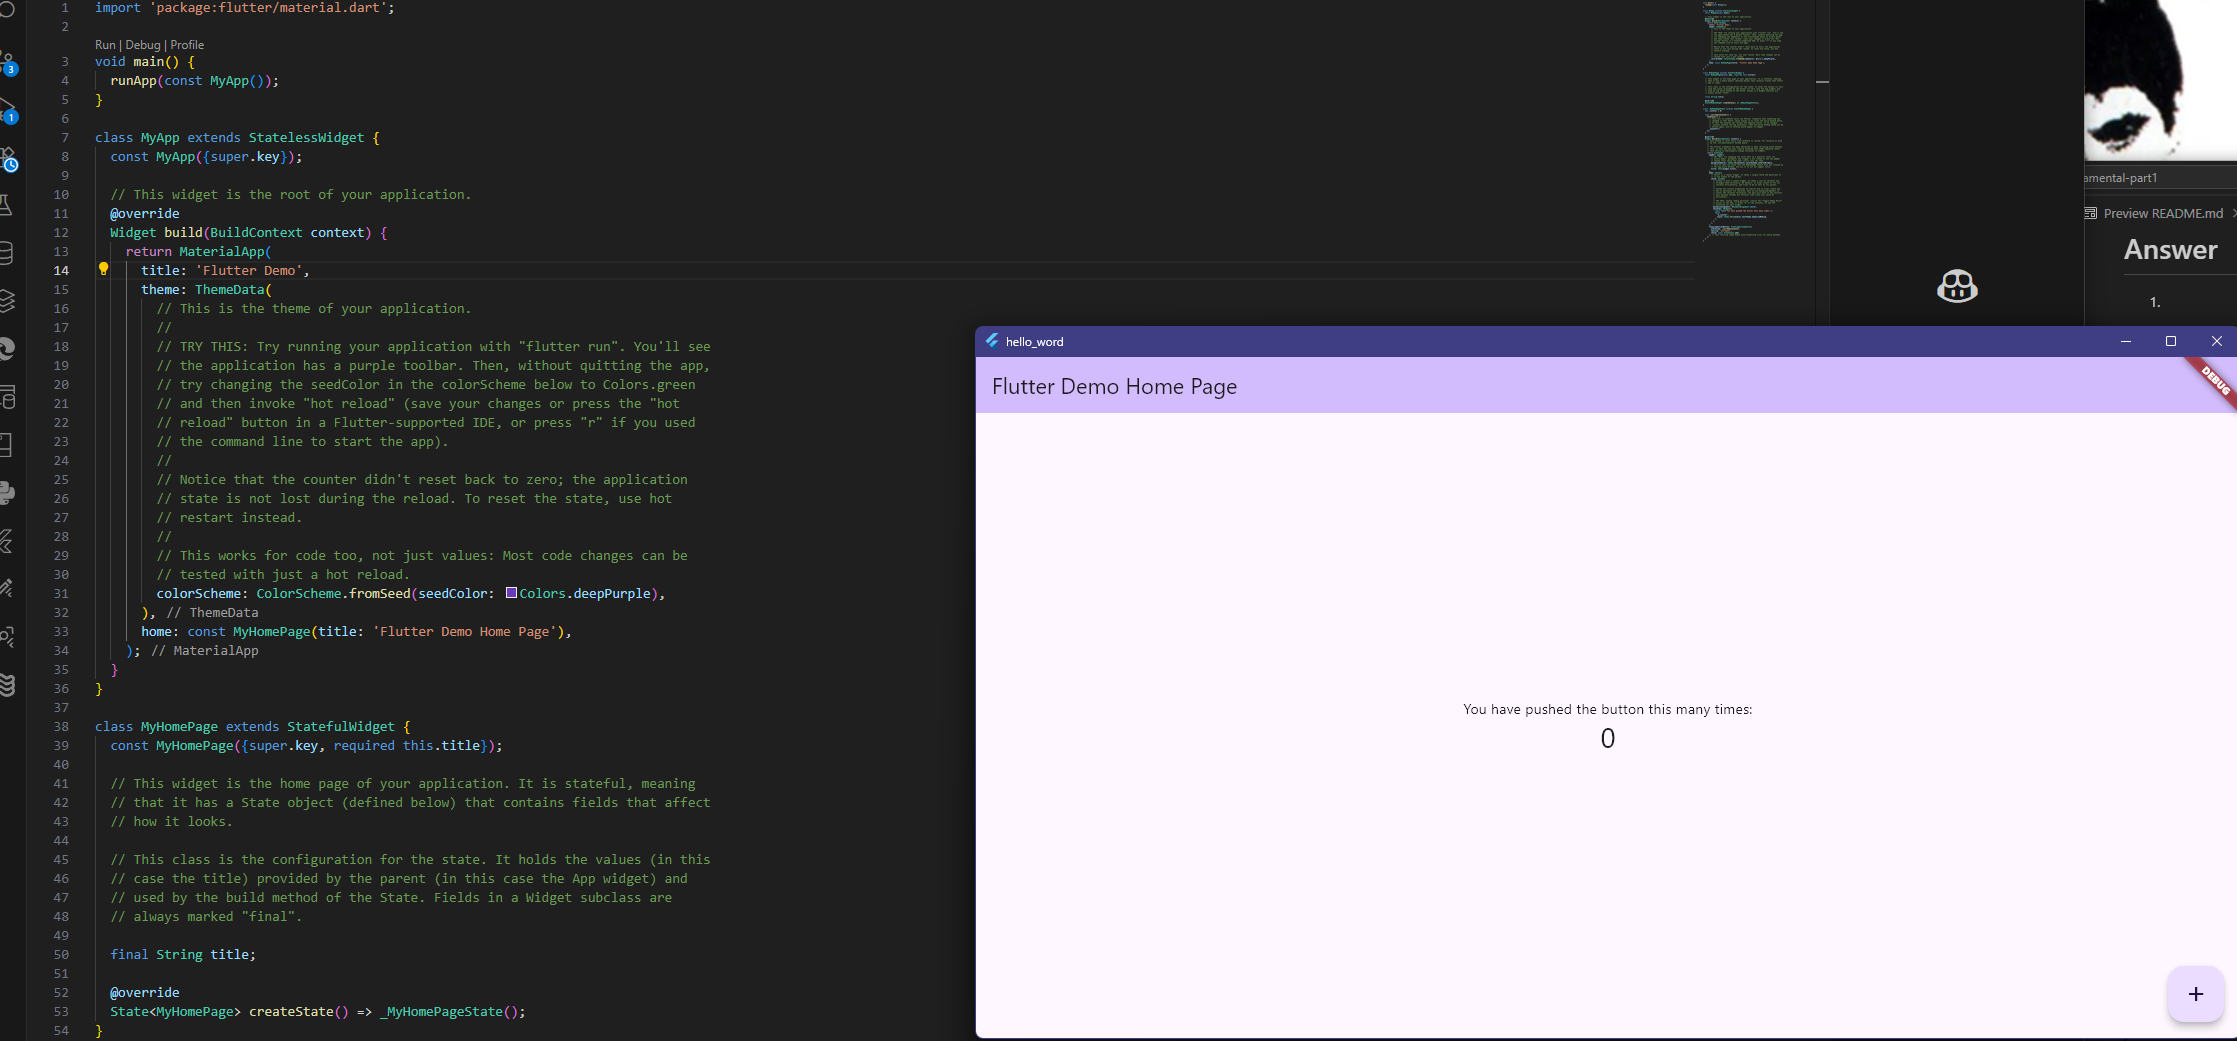 1 import 'package:flutter/material.dart';
2
Run | Debug | Profile
3 void main() {
4 runApp(const MyApp());
5 }
6
7 class MyApp extends StatelessWidget {
8 const MyApp({super.key});
9
10 // This widget is the root of your application.
11 @override
12 Widget build(BuildContext context) {
13 return MaterialApp(
14 title: 'Flutter Demo',
15 theme: ThemeData(
16 // This is the theme of your application.
17 //
18 // TRY THIS: Try running your application with "flutter run". You'll see
19 // the application has a purple toolbar. Then, without quitting the app,
20 // try changing the seedColor in the colorScheme below to Colors.green
21 // and then invoke "hot reload" (save your changes or press the "hot
22 // reload" button in a Flutter-supported IDE, or press "r" if you used
23 // the command line to start the app).
24 //
25 // Notice that the counter didn't reset back to zero; the application
26 // state is not lost during the reload. To reset the state, use hot
27 // restart instead.
28 //
29 // This works for code too, not just values: Most code changes can be
30 // tested with just a hot reload.
31 colorScheme: ColorScheme.fromSeed(seedColor: Colors.deepPurple),
32 ), // ThemeData
33 home: const MyHomePage(title: 'Flutter Demo Home Page'),
34 ); // MaterialApp
35 }
36 }
37
38 class MyHomePage extends StatefulWidget {
39 const MyHomePage({super.key, required this.title});
40
41 // This widget is the home page of your application. It is stateful, meaning
42 // that it has a State object (defined below) that contains fields that affect
43 // how it looks.
44
45 // This class is the configuration for the state. It holds the values (in this
46 // case the title) provided by the parent (in this case the App widget) and
47 // used by the build method of the State. Fields in a Widget subclass are
48 // always marked "final".
49
50 final String title;
51
52 @override
53 State<MyHomePage> createState() => _MyHomePageState();
54 }
3
1
amental-part1
Preview README.md
Answer
1.
hello_word
Flutter Demo Home Page
DEBUG
You have pushed the button this many times:
0
+